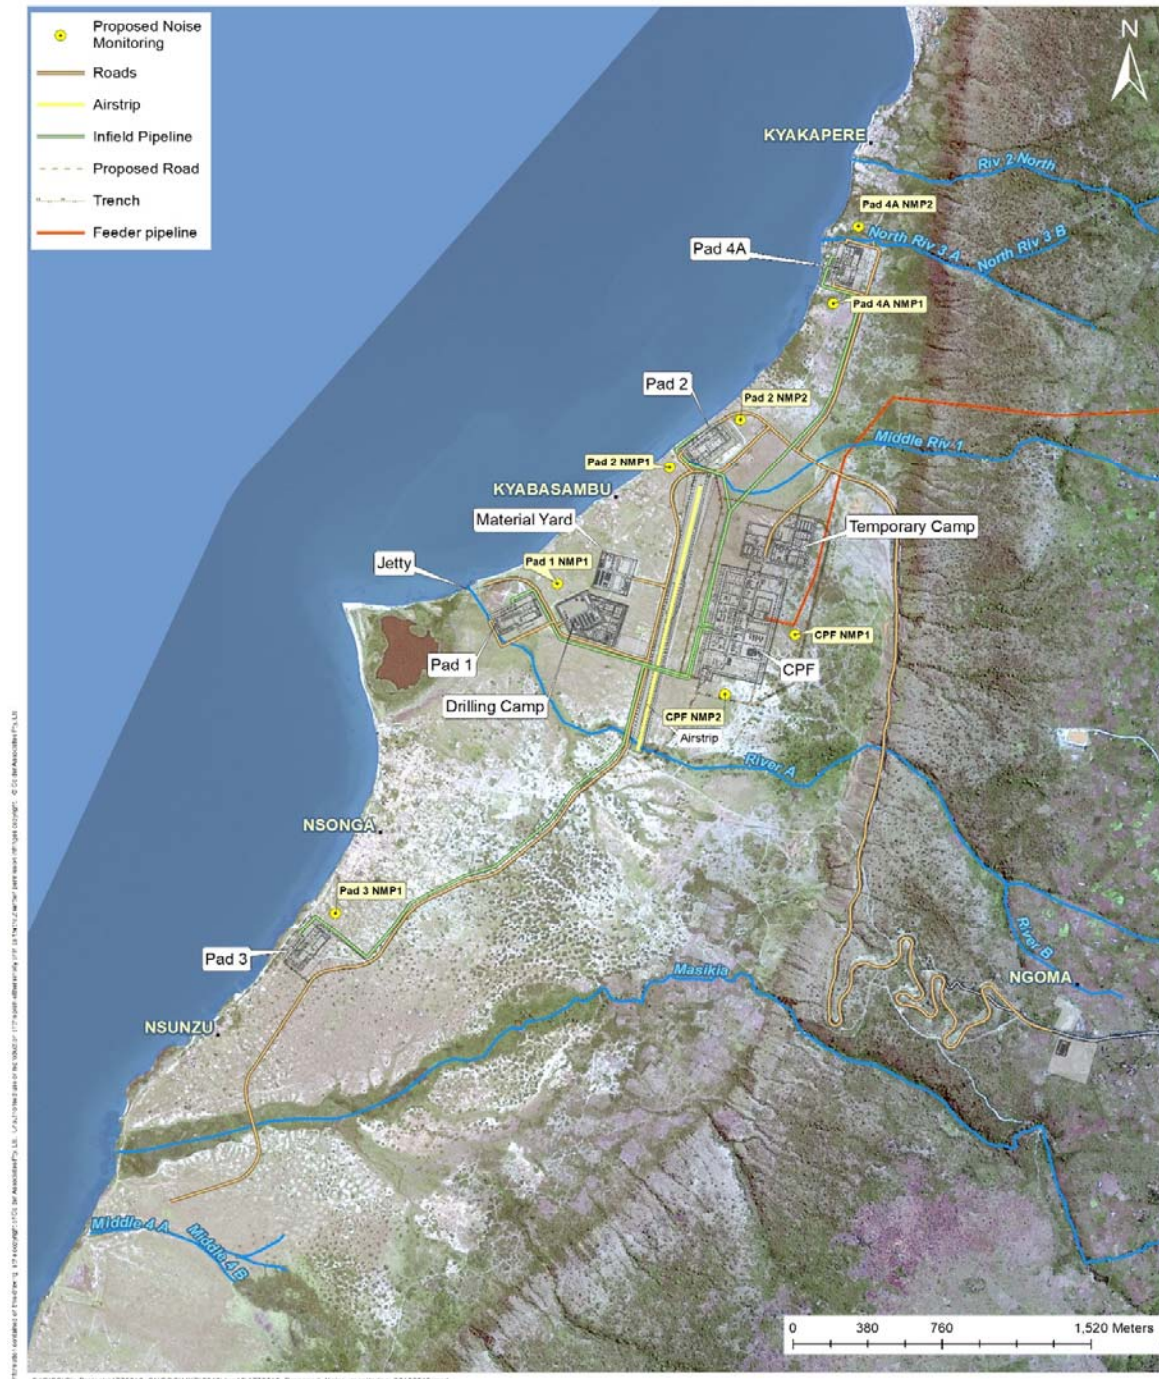 Proposed Noise
Monitoring
Roads
Airstrip
Infield Pipeline
Proposed Road
Trench
Feeder pipeline
N
KYAKAPERE
Riv 2 North
Pad 4A NMP2
North Riv 3 A
North Riv 3 B
Pad 4A
Pad 4A NMP1
Pad 2
Pad 2 NMP2
Middle Riv 1
Pad 2 NMP1
KYABASAMBU
Material Yard
Temporary Camp
Jetty
Pad 1 NMP1
CPF NMP1
Pad 1
CPF
Drilling Camp
CPF NMP2
Airstrip
River A
NSONGA
Pad 3 NMP1
River B
Pad 3
Masikia
NGOMA
NSUNZU
Middle 4 A
Middle 4 B
0 380 760 1,520 Meters